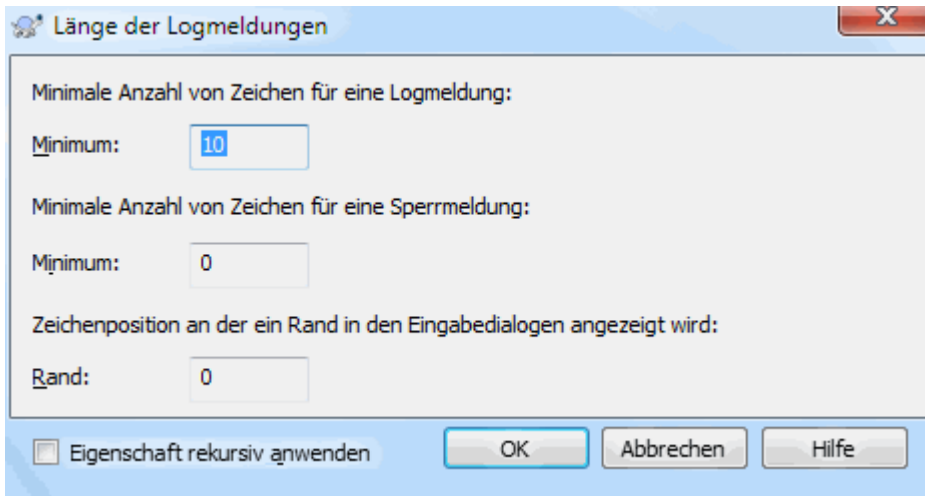 Länge der Logmeldungen
Minimale Anzahl von Zeichen für eine Logmeldung:
Minimum: 10
Minimale Anzahl von Zeichen für eine Sperrmeldung:
Minimum: 0
Zeichenposition an der ein Rand in den Eingabedialogen angezeigt wird:
Rand: 0
Eigenschaft rekursiv anwenden OK Abbrechen Hilfe